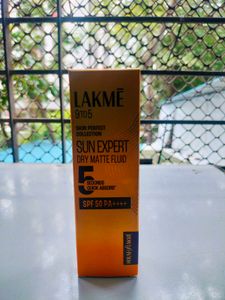 LAKMĒ
9to5
SKIN PERFECT
COLLECTION
SUN EXPERT
DRY MATTE FLUID
5
SECONDS
QUICK ABSORB
SPF 50 PA++++